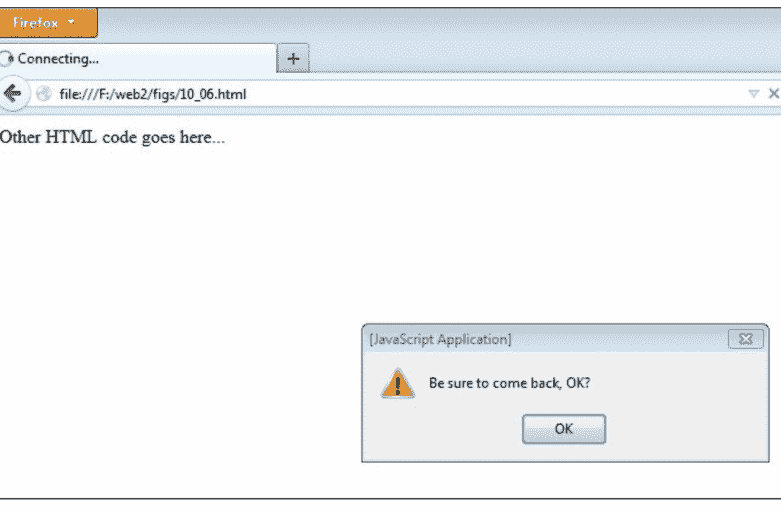 Firefox
Connecting...
file:///F:/web2/figs/10_06.html
Other HTML code goes here...
[JavaScript Application]
Be sure to come back, OK?
OK